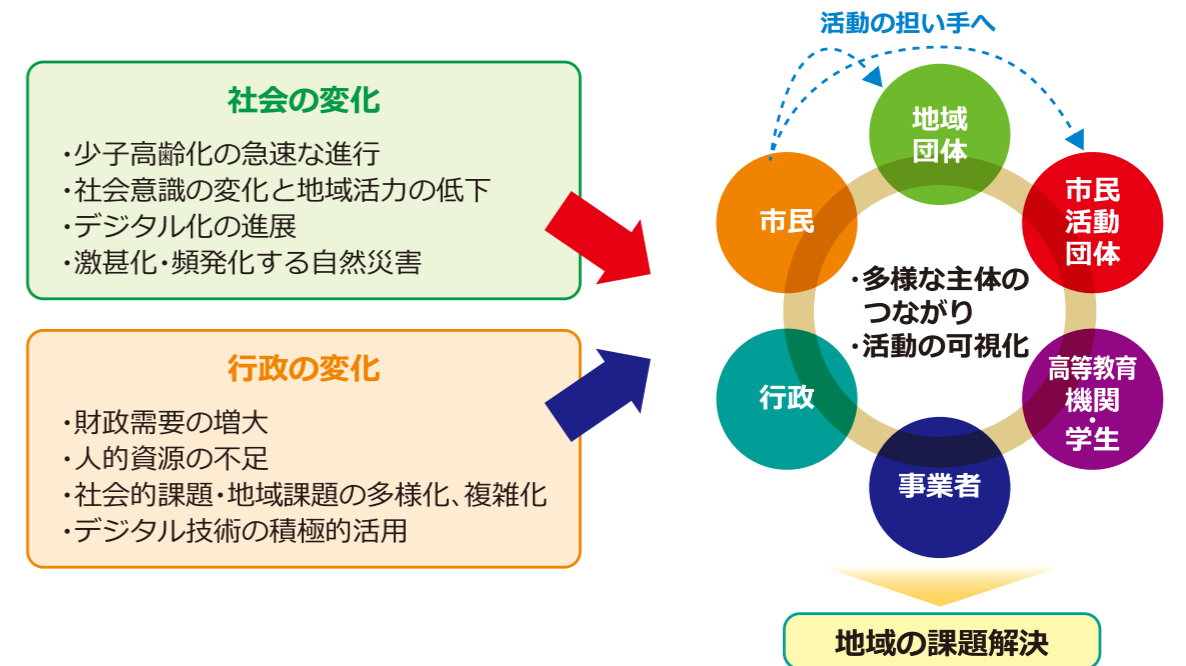 活動の担い手へ
社会の変化
・少子高齢化の急速な進行
・社会意識の変化と地域活力の低下
・デジタル化の進展
・激甚化・頻発化する自然災害
行政の変化
・財政需要の増大
・人的資源の不足
・社会的課題・地域課題の多様化、複雑化
・デジタル技術の積極的活用
地域
団体
市民
市民
活動
団体
・多様な主体の
つながり
・活動の可視化
行政
高等教育
機関
・
学生
事業者
地域の課題解決